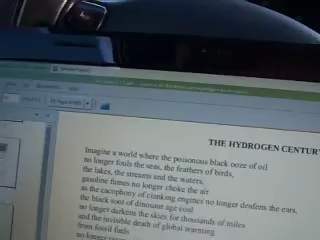 THE HYDROGEN CENTURY
Imagine a world where the poisonous black ooze of oil
no longer fouls the seas, the feathers of birds,
the lakes, the streams and the waters,
gasoline fumes no longer choke the air
as the cacophony of clanking engines no longer deafens the ears.
the black soot of dinosaur age coal
no longer darkens the skies for thousands of miles
and the invisible death of global warming
from fossil fuels
no longer